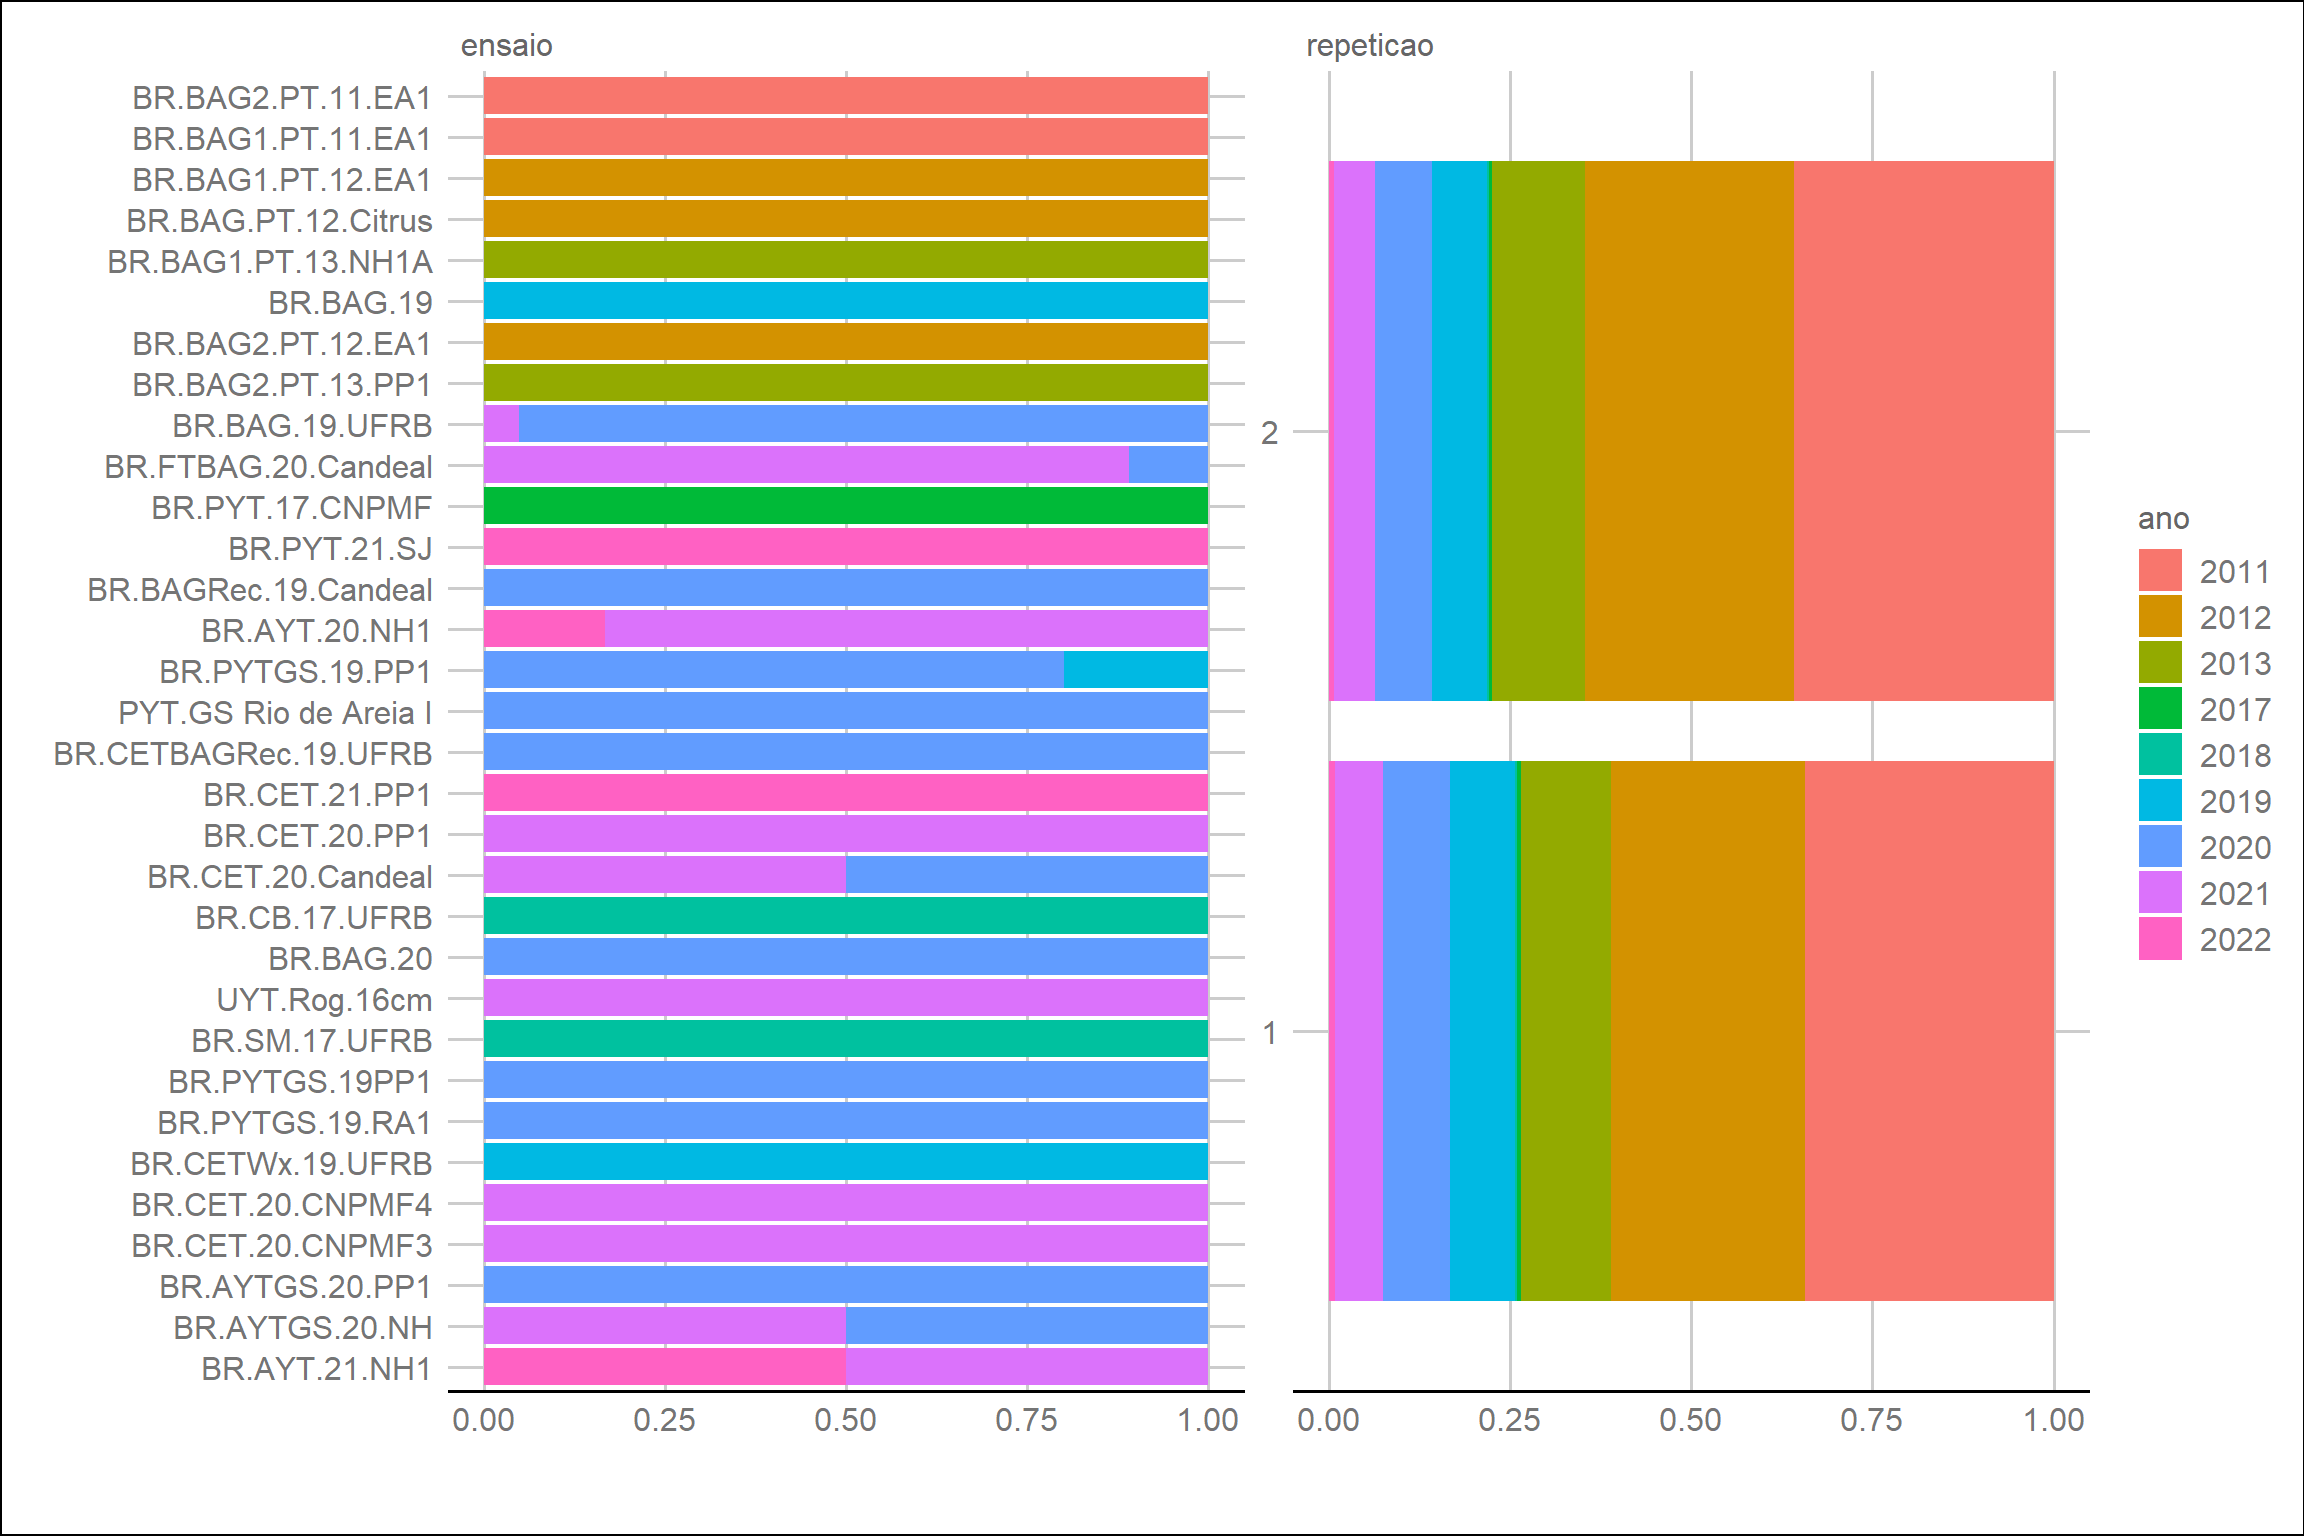 ensaio
BR.BAG2.PT.11.EA1
BR.BAG1.PT.11.EA1
BR.BAG1.PT.12.EA1
BR.BAG.PT.12.Citrus
BR.BAG1.PT.13.NH1A
BR.BAG.19
BR.BAG2.PT.12.EA1
BR.BAG2.PT.13.PP1
BR.BAG.19.UFRB
BR.FTBAG.20.Candeal
BR.PYT.17.CNPMF
BR.PYT.21.SJ
BR.BAGRec.19.Candeal
BR.AYT.20.NH1
BR.PYTGS.19.PP1
PYT.GS Rio de Areia I
BR.CETBAGRec.19.UFRB
BR.CET.21.PP1
BR.CET.20.PP1
BR.CET.20.Candeal
BR.CB.17.UFRB
BR.BAG.20
UYT.Rog.16cm
BR.SM.17.UFRB
BR.PYTGS.19PP1
BR.PYTGS.19.RA1
BR.CETWx.19.UFRB
BR.CET.20.CNPMF4
BR.CET.20.CNPMF3
BR.AYTGS.20.PP1
BR.AYTGS.20.NH
BR.AYT.21.NH1
0.00 0.25 0.50 0.75 1.00
repeticao
2
1
0.00 0.25 0.50 0.75 1.00
ano
2011
2012
2013
2017
2018
2019
2020
2021
2022